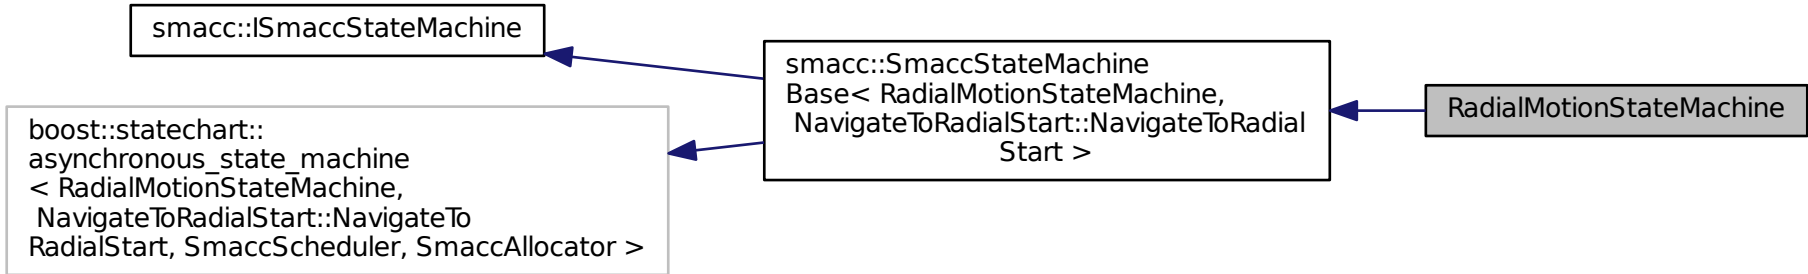 smacc::ISmaccStateMachine
boost::statechart::
asynchronous_state_machine
< RadialMotionStateMachine,
NavigateToRadialStart::NavigateTo
RadialStart, SmaccScheduler, SmaccAllocator >
smacc::SmaccStateMachine
Base< RadialMotionStateMachine,
NavigateToRadialStart::NavigateToRadial
Start >
RadialMotionStateMachine